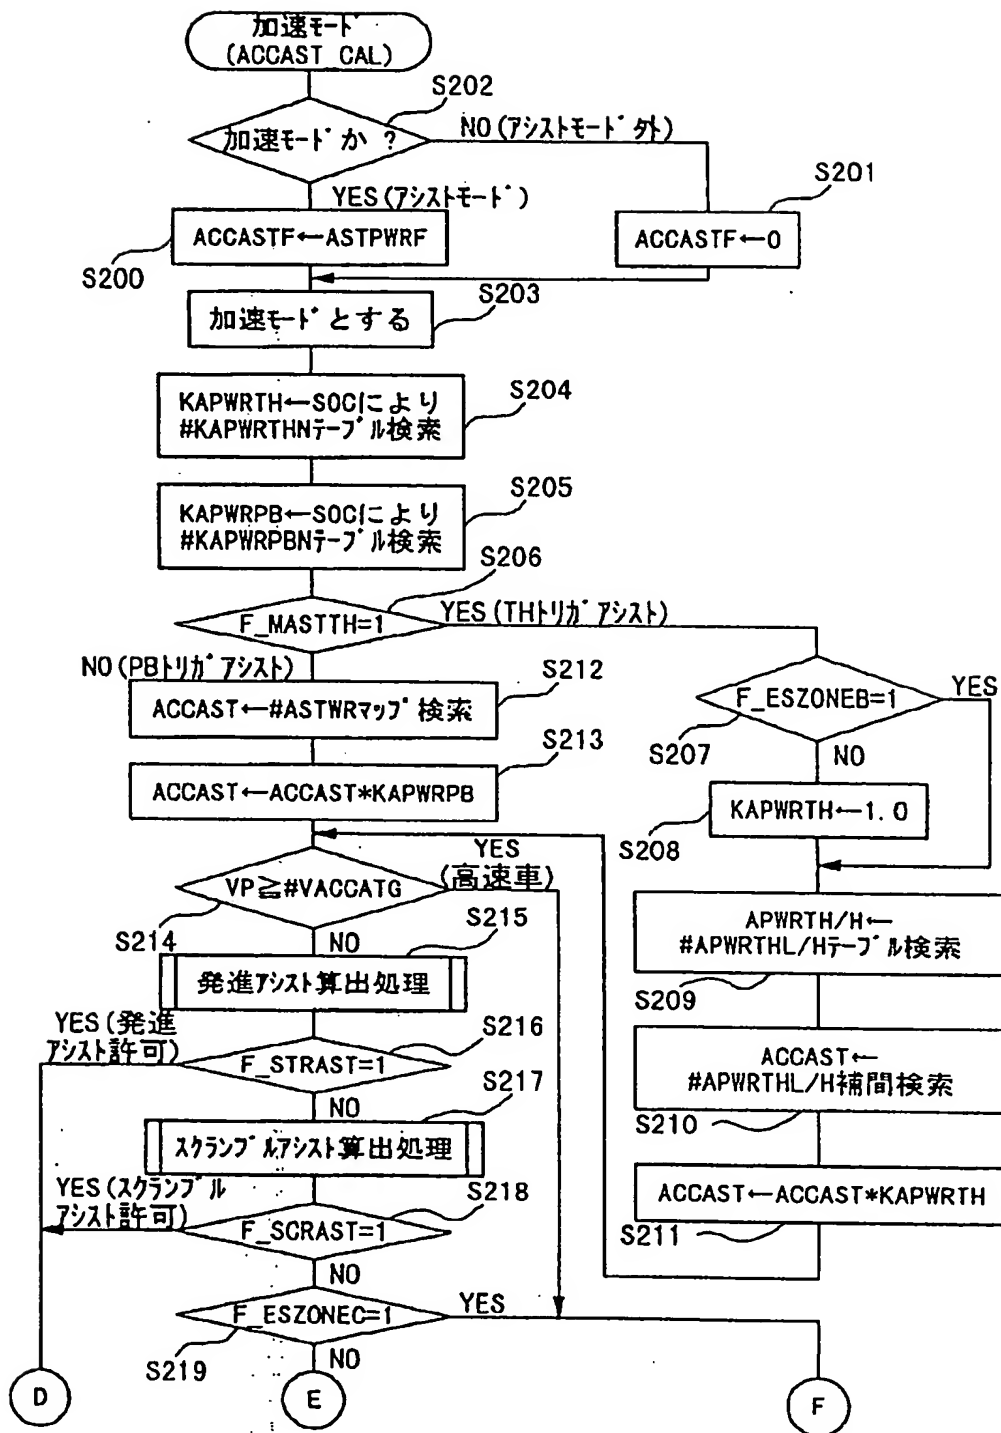 加速モード
(ACCAST CAL)
S202
加速モードか ?
NO(アシストモード外)
S201
YES(アシストモード)
ACCASTF←ASTPWRF
ACCASTF←0
S200
S203
加速モードとする
S204
KAPWRTH←SOCにより
#KAPWRTHNテーブル検索
S205
KAPWRPB←SOCにより
#KAPWRPBNテーブル検索
S206
F_MASTTH=1
YES(THトリガアシスト)
NO(PBトリガアシスト)
S212
ACCAST←#ASTWRマップ検索
F_ESZONEB=1
YES
S207
NO
S213
ACCAST←ACCAST*KAPWRPB
KAPWRTH←1.0
S208
YES
(高速車)
VP≧#VACCATG
S214
NO
S215
APWRTH/H←
#APWRTHL/Hテーブル検索
S209
発進アシスト算出処理
YES(発進
アシスト許可)
S216
F_STRAST=1
NO
S217
ACCAST←
#APWRTHL/H補間検索
S210
スクランブルアシスト算出処理
YES(スクランブル
アシスト許可)
S218
F_SCRAST=1
NO
ACCAST←ACCAST*KAPWRTH
S211
F_ESZONEC=1
YES
S219
NO
D
E
F